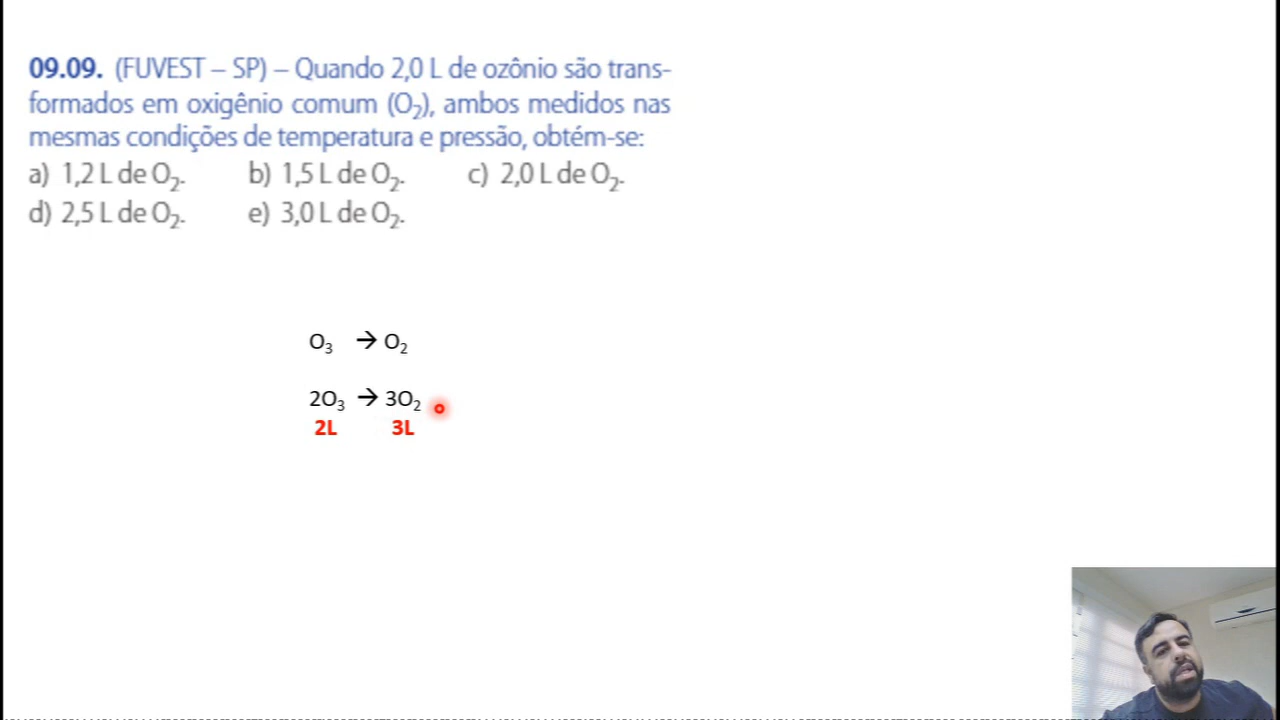 09.09. (FUVEST – SP) – Quando 2,0 L de ozônio são trans-
formados em oxigênio comum (O₂), ambos medidos nas
mesmas condições de temperatura e pressão, obtém-se:
a) 1,2 L de O₂. b) 1,5 L de O₂. c) 2,0 L de O₂.
d) 2,5 L de O₂. e) 3,0 L de O₂.
O₃ → O₂
2O₃ → 3O₂
2L 3L